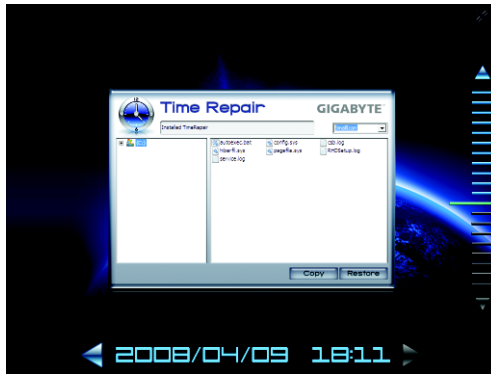 Time Repair
GIGABYTE
Installed TimeRepair
autoexec.bat config.sys csb.log
hiberfil.sys pagefile.sys RHDSetup.log
service.log
Copy Restore
2008/04/09 18:11